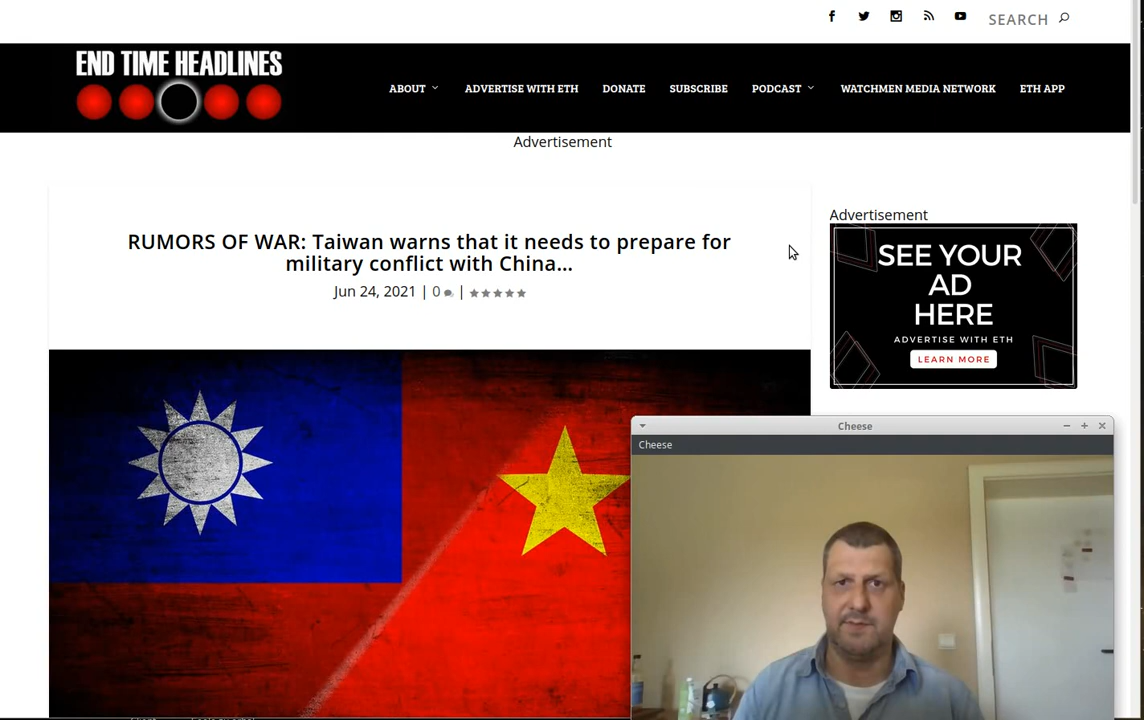 SEARCH
END TIME HEADLINES
ABOUT
ADVERTISE WITH ETH
DONATE
SUBSCRIBE
PODCAST
WATCHMEN MEDIA NETWORK
ETH APP
Advertisement
RUMORS OF WAR: Taiwan warns that it needs to prepare for
military conflict with China...
Jun 24, 2021 | 0 |
Advertisement
SEE YOUR
AD
HERE
ADVERTISE WITH ETH
LEARN MORE
Cheese
Cheese